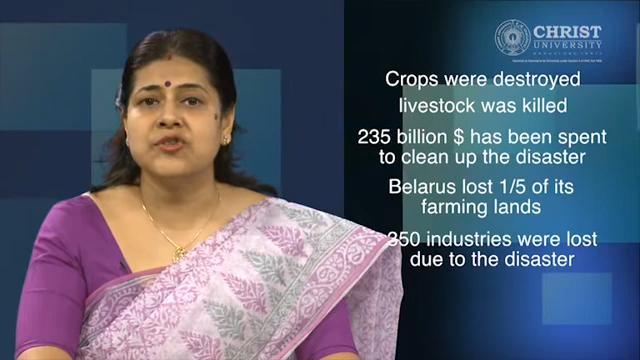 CHRIST
UNIVERSITY
Crops were destroyed
livestock was killed
235 billion $ has been spent
to clean up the disaster
Belarus lost 1/5 of its
farming lands
350 industries were lost
due to the disaster